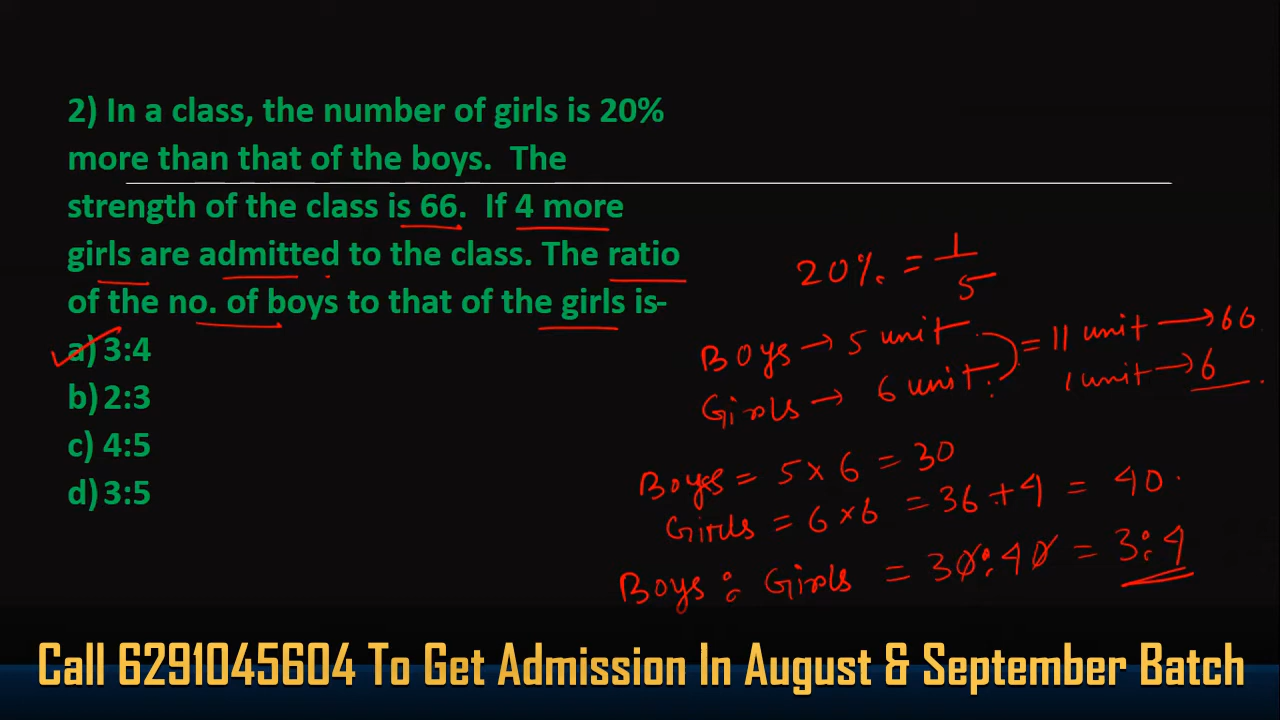 2) In a class, the number of girls is 20%
more than that of the boys. The
strength of the class is 66. If 4 more
girls are admitted to the class. The ratio
of the no. of boys to that of the girls is-
a) 3:4
b) 2:3
c) 4:5
d) 3:5
20% = 1/5
Boys → 5 unit
Girls → 6 unit
= 11 unit → 66
1 unit → 6
Boys = 5 × 6 = 30
Girls = 6 × 6 = 36 + 4 = 40
Boys : Girls = 30 : 40 = 3 : 4
Call 6291045604 To Get Admission In August & September Batch